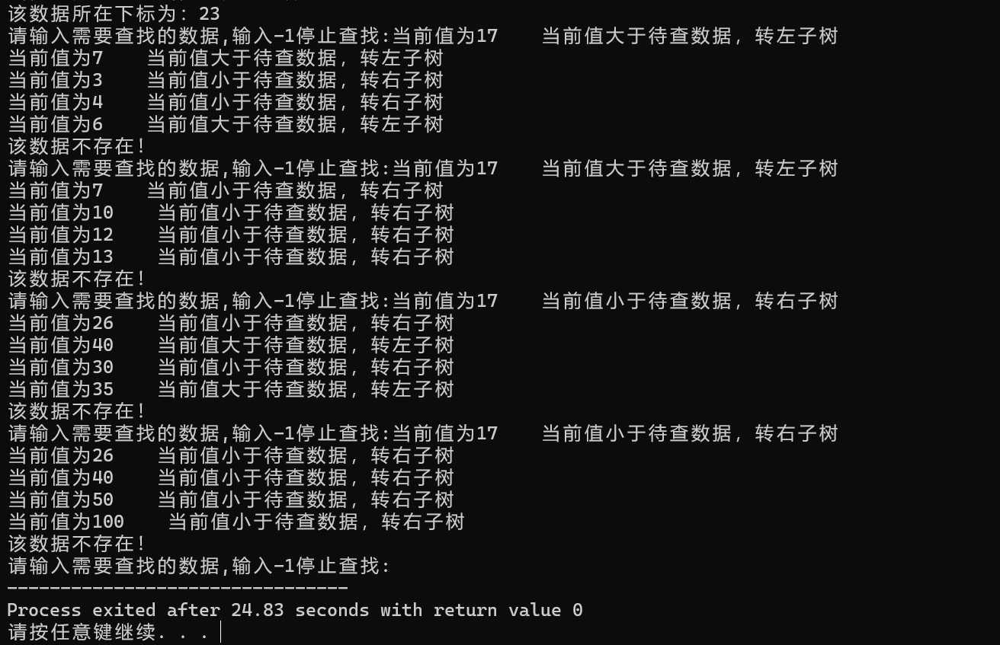 该数据所在下标为: 23
请输入需要查找的数据,输入-1停止查找:当前值为17    当前值大于待查数据, 转左子树
当前值为7    当前值大于待查数据, 转左子树
当前值为3    当前值小于待查数据, 转右子树
当前值为4    当前值小于待查数据, 转右子树
当前值为6    当前值大于待查数据, 转左子树
该数据不存在!
请输入需要查找的数据,输入-1停止查找:当前值为17    当前值大于待查数据, 转左子树
当前值为7    当前值小于待查数据, 转右子树
当前值为10    当前值小于待查数据, 转右子树
当前值为12    当前值小于待查数据, 转右子树
当前值为13    当前值小于待查数据, 转右子树
该数据不存在!
请输入需要查找的数据,输入-1停止查找:当前值为17    当前值小于待查数据, 转右子树
当前值为26    当前值小于待查数据, 转右子树
当前值为40    当前值大于待查数据, 转左子树
当前值为30    当前值小于待查数据, 转右子树
当前值为35    当前值大于待查数据, 转左子树
该数据不存在!
请输入需要查找的数据,输入-1停止查找:当前值为17    当前值小于待查数据, 转右子树
当前值为26    当前值小于待查数据, 转右子树
当前值为40    当前值小于待查数据, 转右子树
当前值为50    当前值小于待查数据, 转右子树
当前值为100    当前值小于待查数据, 转右子树
该数据不存在!
请输入需要查找的数据,输入-1停止查找:
--------------------------------
Process exited after 24.83 seconds with return value 0
请按任意键继续. . .